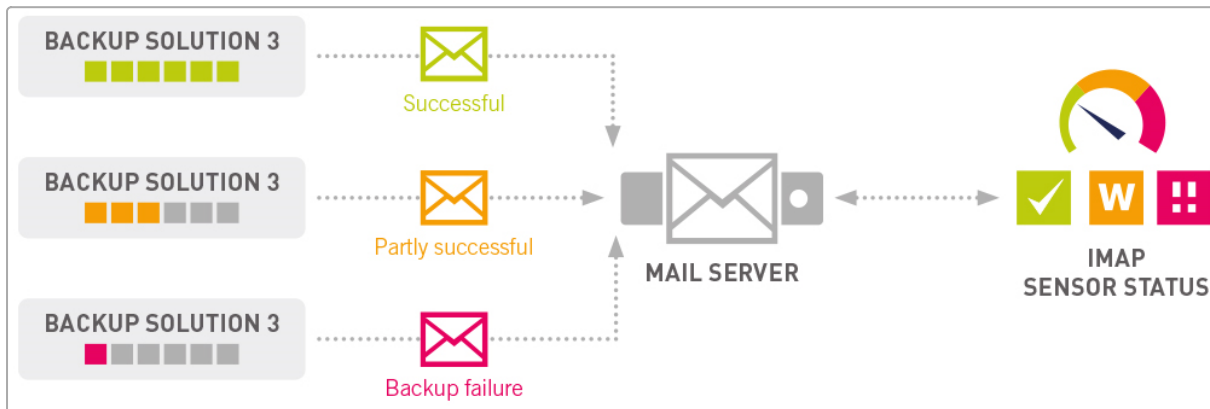 BACKUP SOLUTION 3
Successful
BACKUP SOLUTION 3
Partly successful
BACKUP SOLUTION 3
Backup failure
MAIL SERVER
W
IMAP
SENSOR STATUS